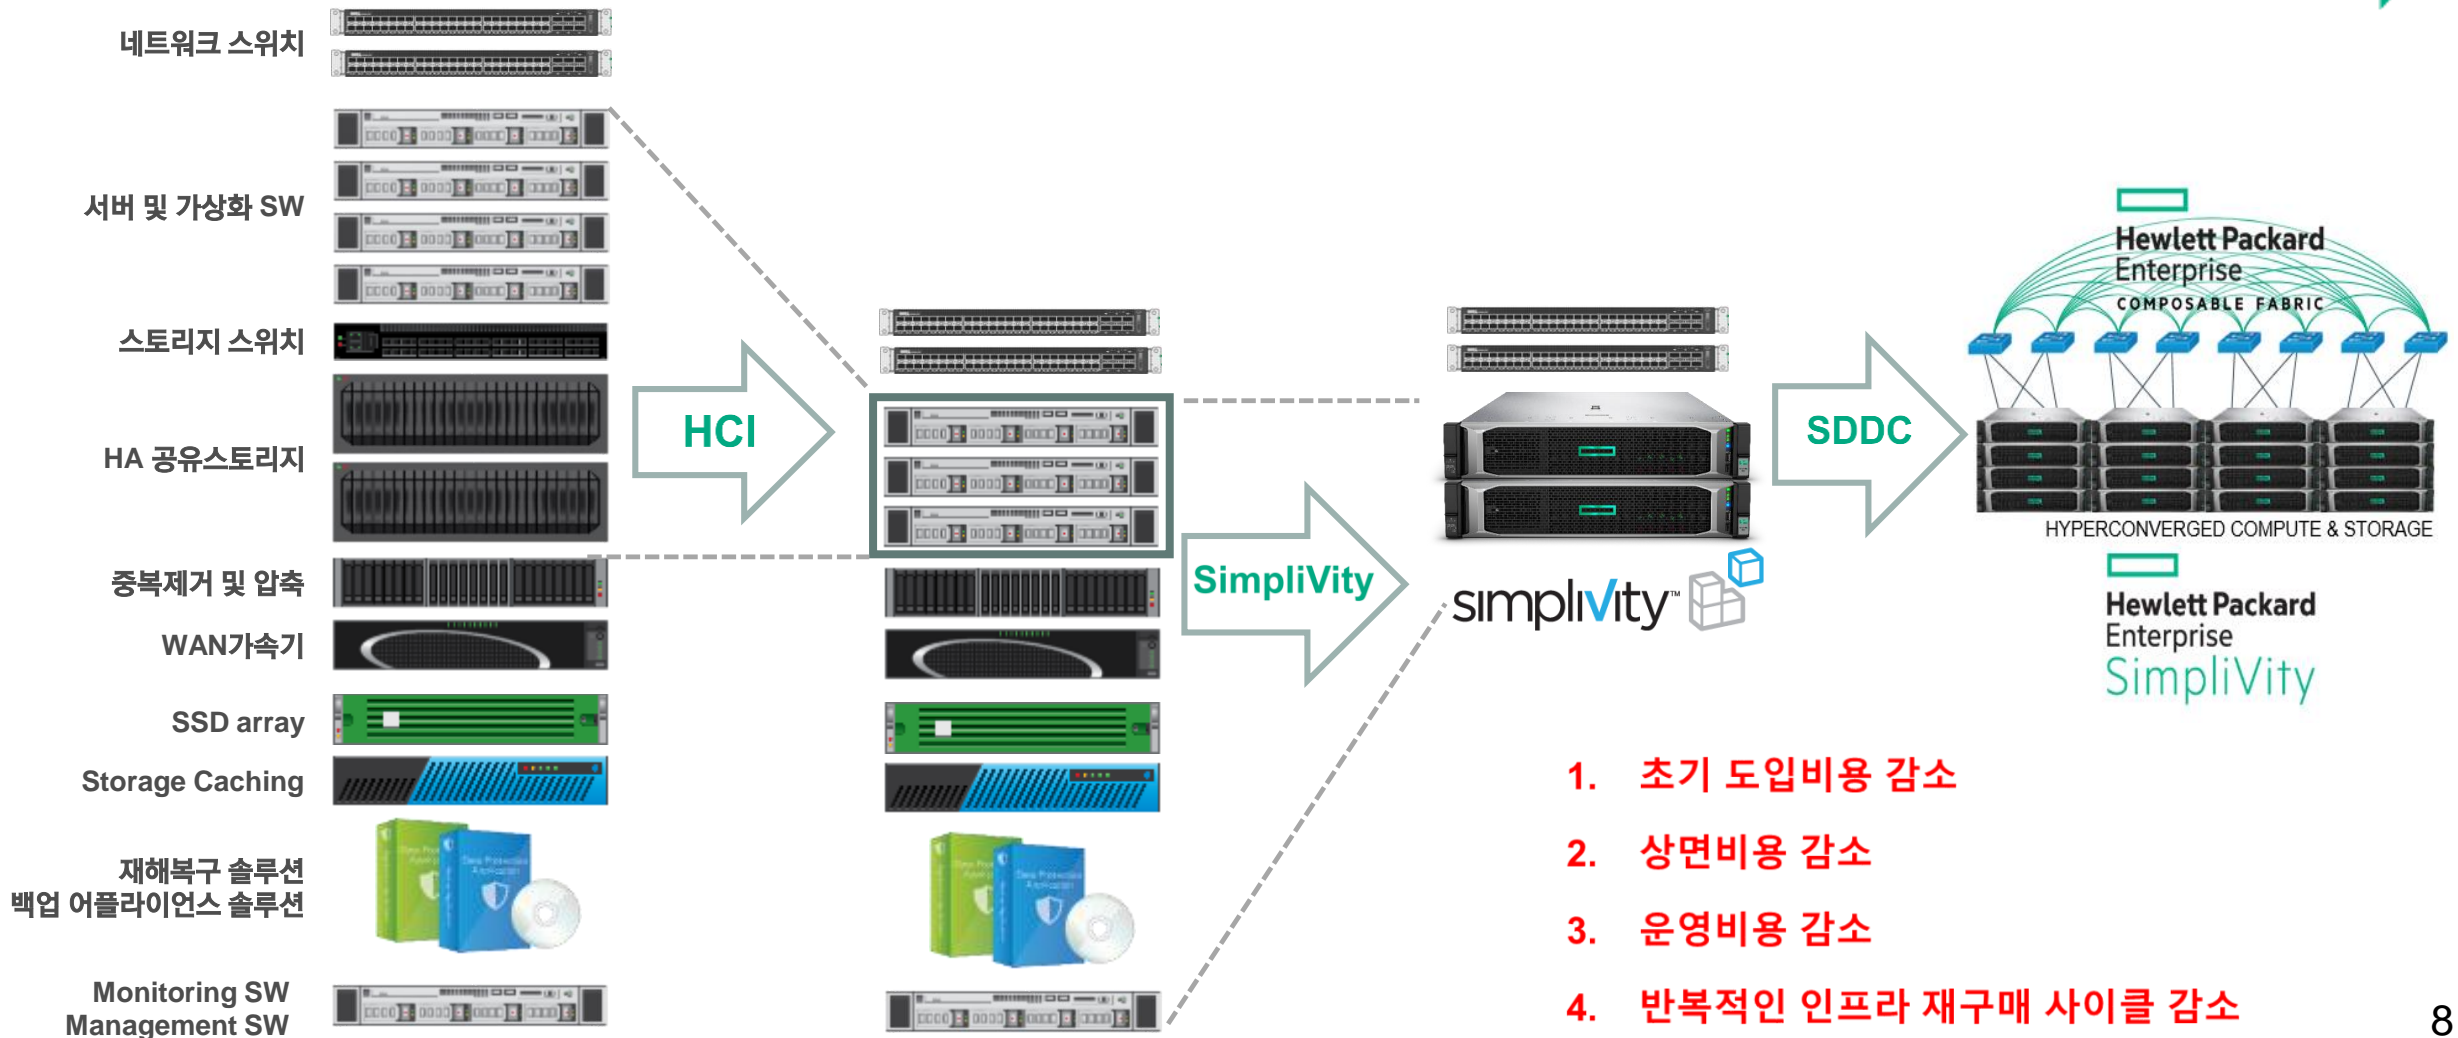 네트워크 스위치
서버 및 가상화 SW
스토리지 스위치
HA 공유스토리지
중복제거 및 압축
WAN가속기
SSD array
Storage Caching
재해복구 솔루션
백업 어플라이언스 솔루션
Monitoring SW
Management SW
HCI
SimpliVity
simplivity™
SDDC
Hewlett Packard
Enterprise
COMPOSABLE FABRIC
HYPERCONVERGED COMPUTE & STORAGE
Hewlett Packard
Enterprise
SimpliVity
1. 초기 도입비용 감소
2. 상면비용 감소
3. 운영비용 감소
4. 반복적인 인프라 재구매 사이클 감소
8